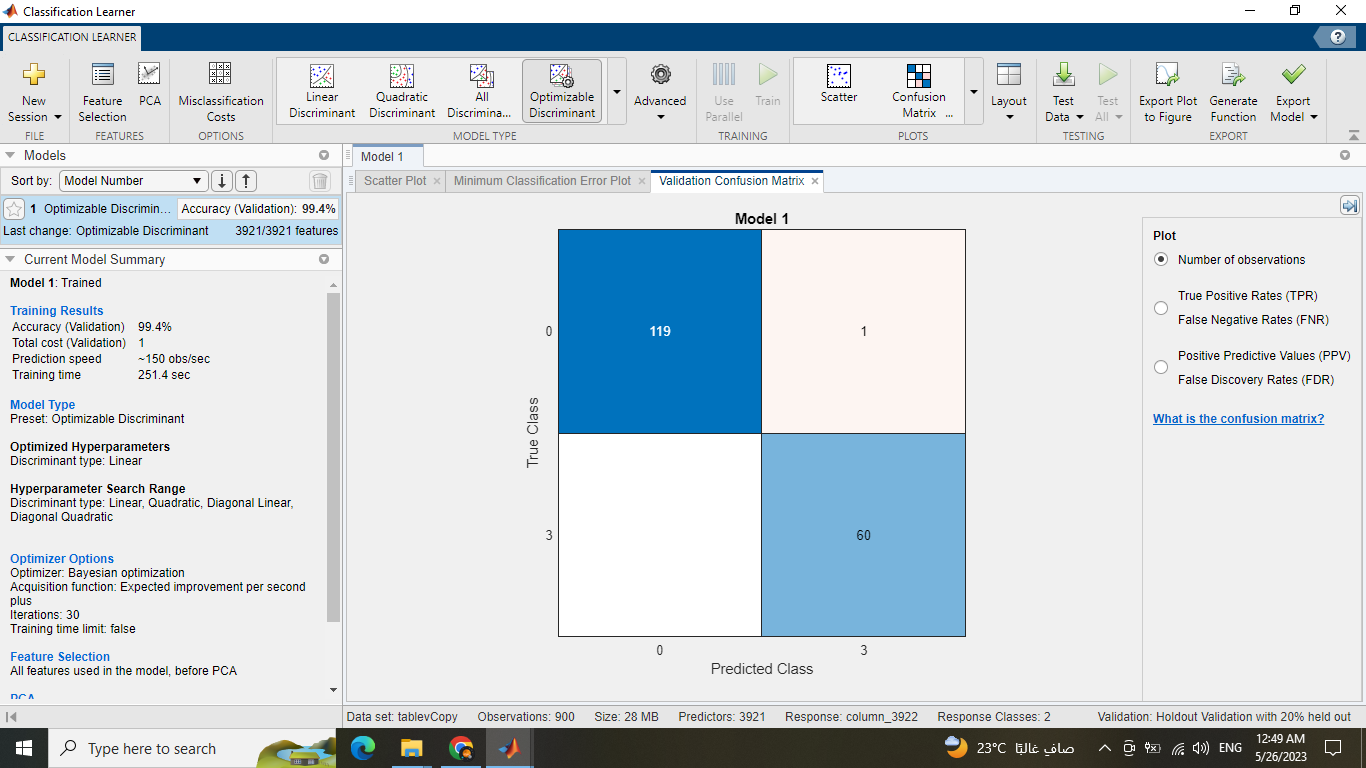 Classification Learner
CLASSIFICATION LEARNER
New Session
FILE
Feature Selection
PCA
FEATURES
Misclassification Costs
OPTIONS
Linear Discriminant
Quadratic Discriminant
All Discrimina...
Optimizable Discriminant
MODEL TYPE
Advanced
Use Parallel
Train
TRAINING
Scatter
Confusion Matrix ...
PLOTS
Layout
Test Data
Test All
TESTING
Export Plot to Figure
Generate Function
Export Model
EXPORT
Models
Sort by: Model Number
1 Optimizable Discrimin... Accuracy (Validation): 99.4%
Last change: Optimizable Discriminant 3921/3921 features
Current Model Summary
Model 1: Trained
Training Results
Accuracy (Validation) 99.4%
Total cost (Validation) 1
Prediction speed ~150 obs/sec
Training time 251.4 sec
Model Type
Preset: Optimizable Discriminant
Optimized Hyperparameters
Discriminant type: Linear
Hyperparameter Search Range
Discriminant type: Linear, Quadratic, Diagonal Linear,
Diagonal Quadratic
Optimizer Options
Optimizer: Bayesian optimization
Acquisition function: Expected improvement per second
plus
Iterations: 30
Training time limit: false
Feature Selection
All features used in the model, before PCA
PCA
Model 1
Scatter Plot
Minimum Classification Error Plot
Validation Confusion Matrix
Model 1
True Class
0
119
1
3
60
0
3
Predicted Class
Plot
Number of observations
True Positive Rates (TPR)
False Negative Rates (FNR)
Positive Predictive Values (PPV)
False Discovery Rates (FDR)
What is the confusion matrix?
Data set: tablevCopy Observations: 900 Size: 28 MB Predictors: 3921 Response: column_3922 Response Classes: 2 Validation: Holdout Validation with 20% held out
Type here to search
23°C صافٍ غالبًا
ENG
12:49 AM
5/26/2023